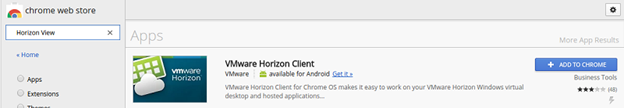 chrome web store
Horizon View
« Home
Apps
Extensions
Themes
Apps
More App Results
vmware
Horizon
VMware Horizon Client
VMware
available for Android Get it »
VMware Horizon Client for Chrome OS makes it easy to work on your VMware Horizon Windows virtual
desktop and hosted applications...
+ ADD TO CHROME
Business Tools
(48)